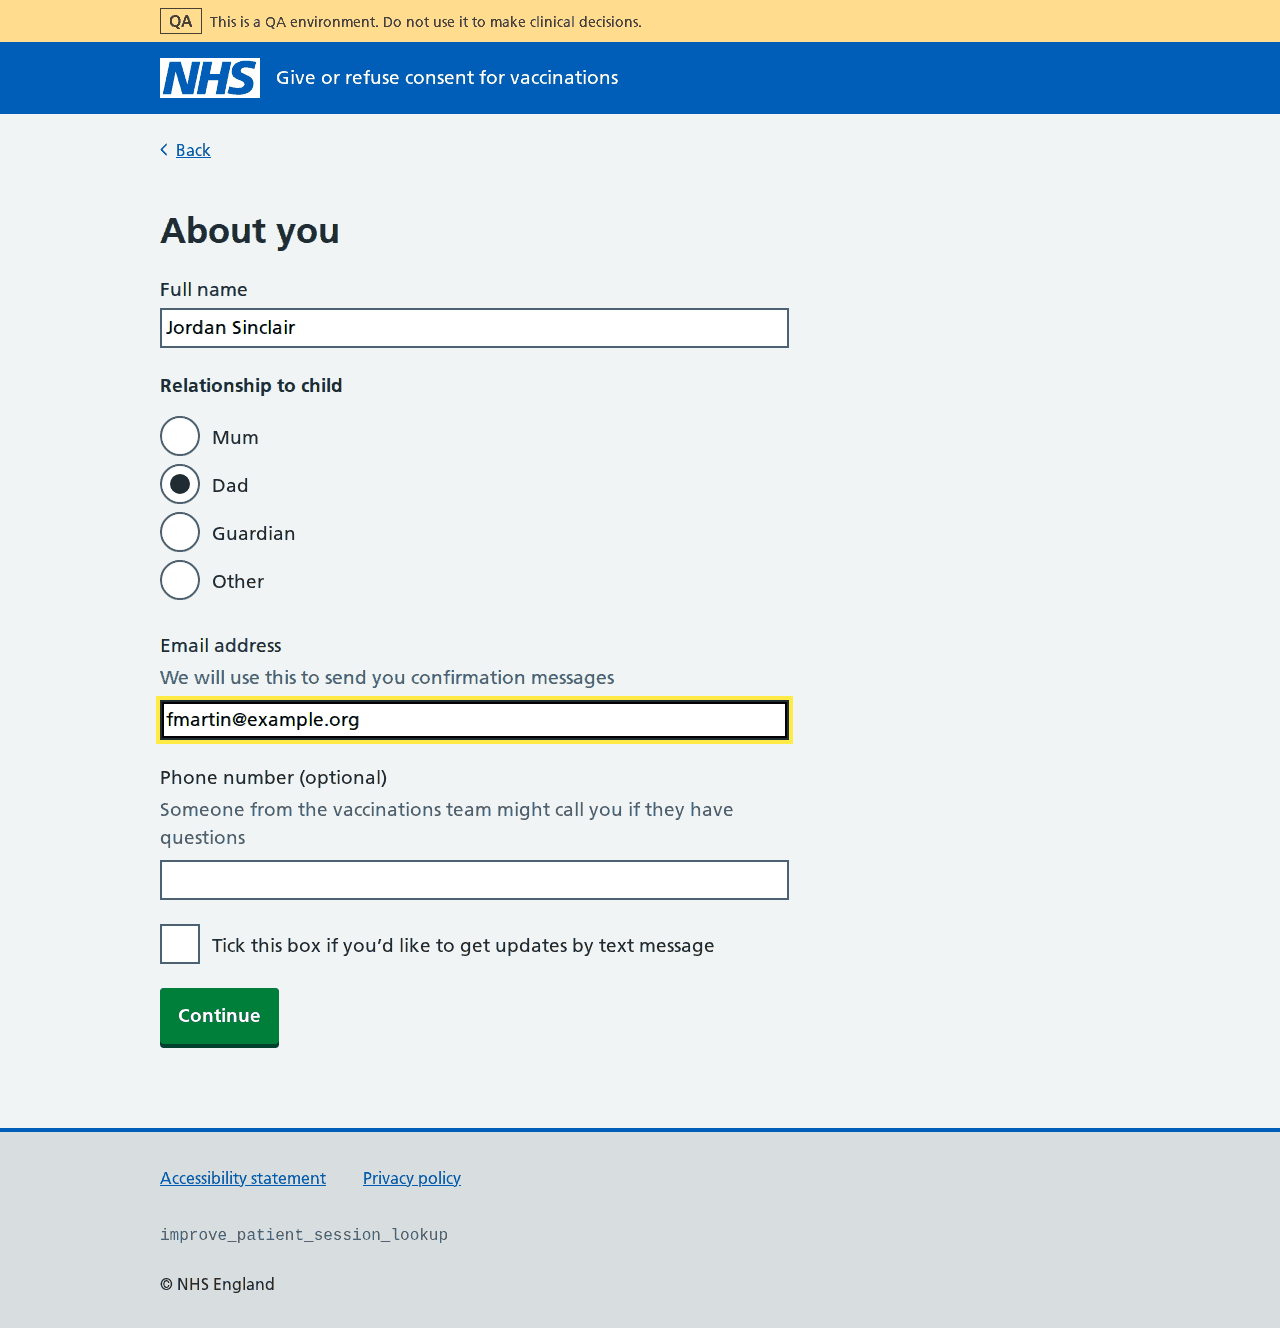 QA This is a QA environment. Do not use it to make clinical decisions.
NHS Give or refuse consent for vaccinations
Back
About you
Full name
Jordan Sinclair
Relationship to child
Mum
Dad
Guardian
Other
Email address
We will use this to send you confirmation messages
fmartin@example.org
Phone number (optional)
Someone from the vaccinations team might call you if they have
questions
Tick this box if you’d like to get updates by text message
Continue
Accessibility statement Privacy policy
improve_patient_session_lookup
© NHS England